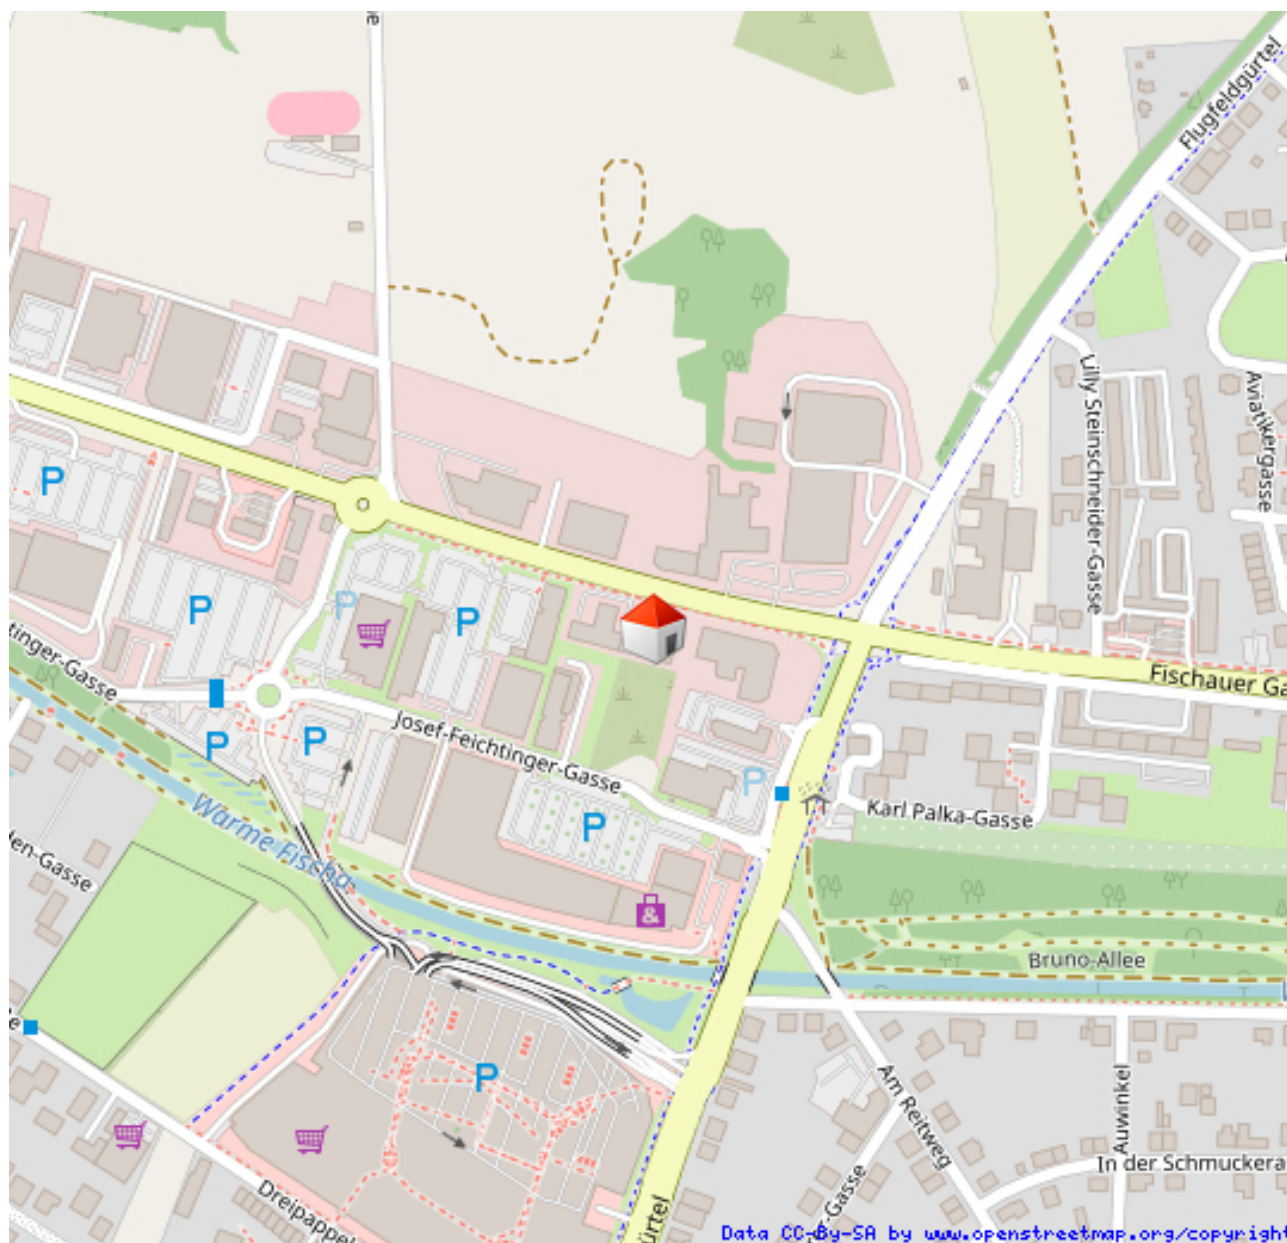 e
Flugfeldgürtel
Lilly Steinschneider-Gasse
Aviatikergasse
P
P
P
P
tinger-Gasse
Fischauer Ga
P
P
Josef-Feichtinger-Gasse
P
P
Karl Palka-Gasse
Warme Fischa
den-Gasse
&
Bruno-Allee
e
P
Am Reitweg
Auwinkel
In der Schmuckera
Dreipappel
ürtel
-Gasse
Data CC-By-SA by www.openstreetmap.org/copyright